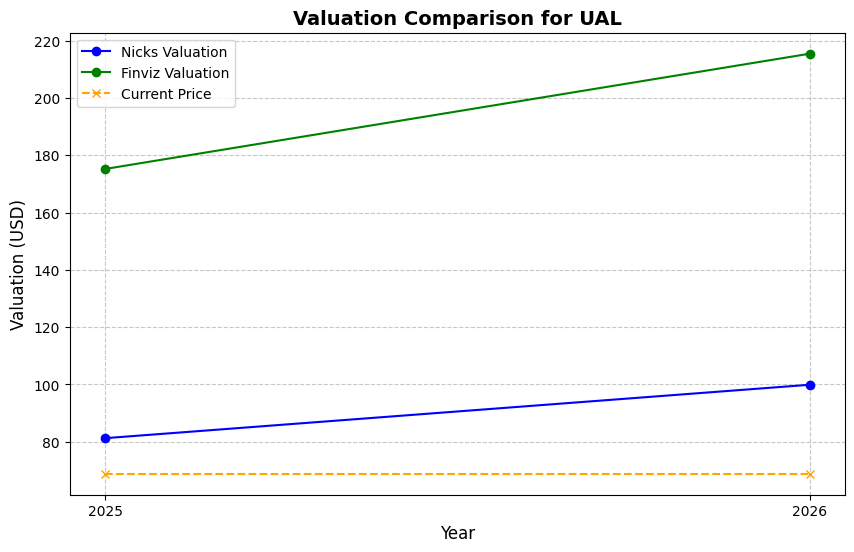 Valuation Comparison for UAL
Nicks Valuation
Finviz Valuation
Current Price
Valuation (USD)
220
200
180
160
140
120
100
80
2025
2026
Year